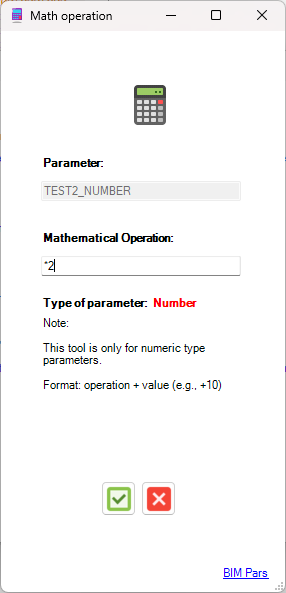 Math operation
Parameter:
TEST2_NUMBER
Mathematical Operation:
*2
Type of parameter: Number
Note:
This tool is only for numeric type
parameters.
Format: operation + value (e.g., +10)
BIM Pars